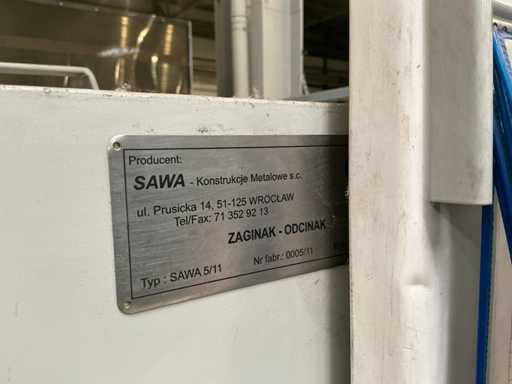 Producent:
SAWA - Konstrukcje Metalowe s.c.
ul. Prusicka 14, 51-125 WROCŁAW
Tel/Fax: 71 352 92 13
ZAGINAK - ODCINAK
Typ : SAWA 5/11 Nr fabr.: 0005/11